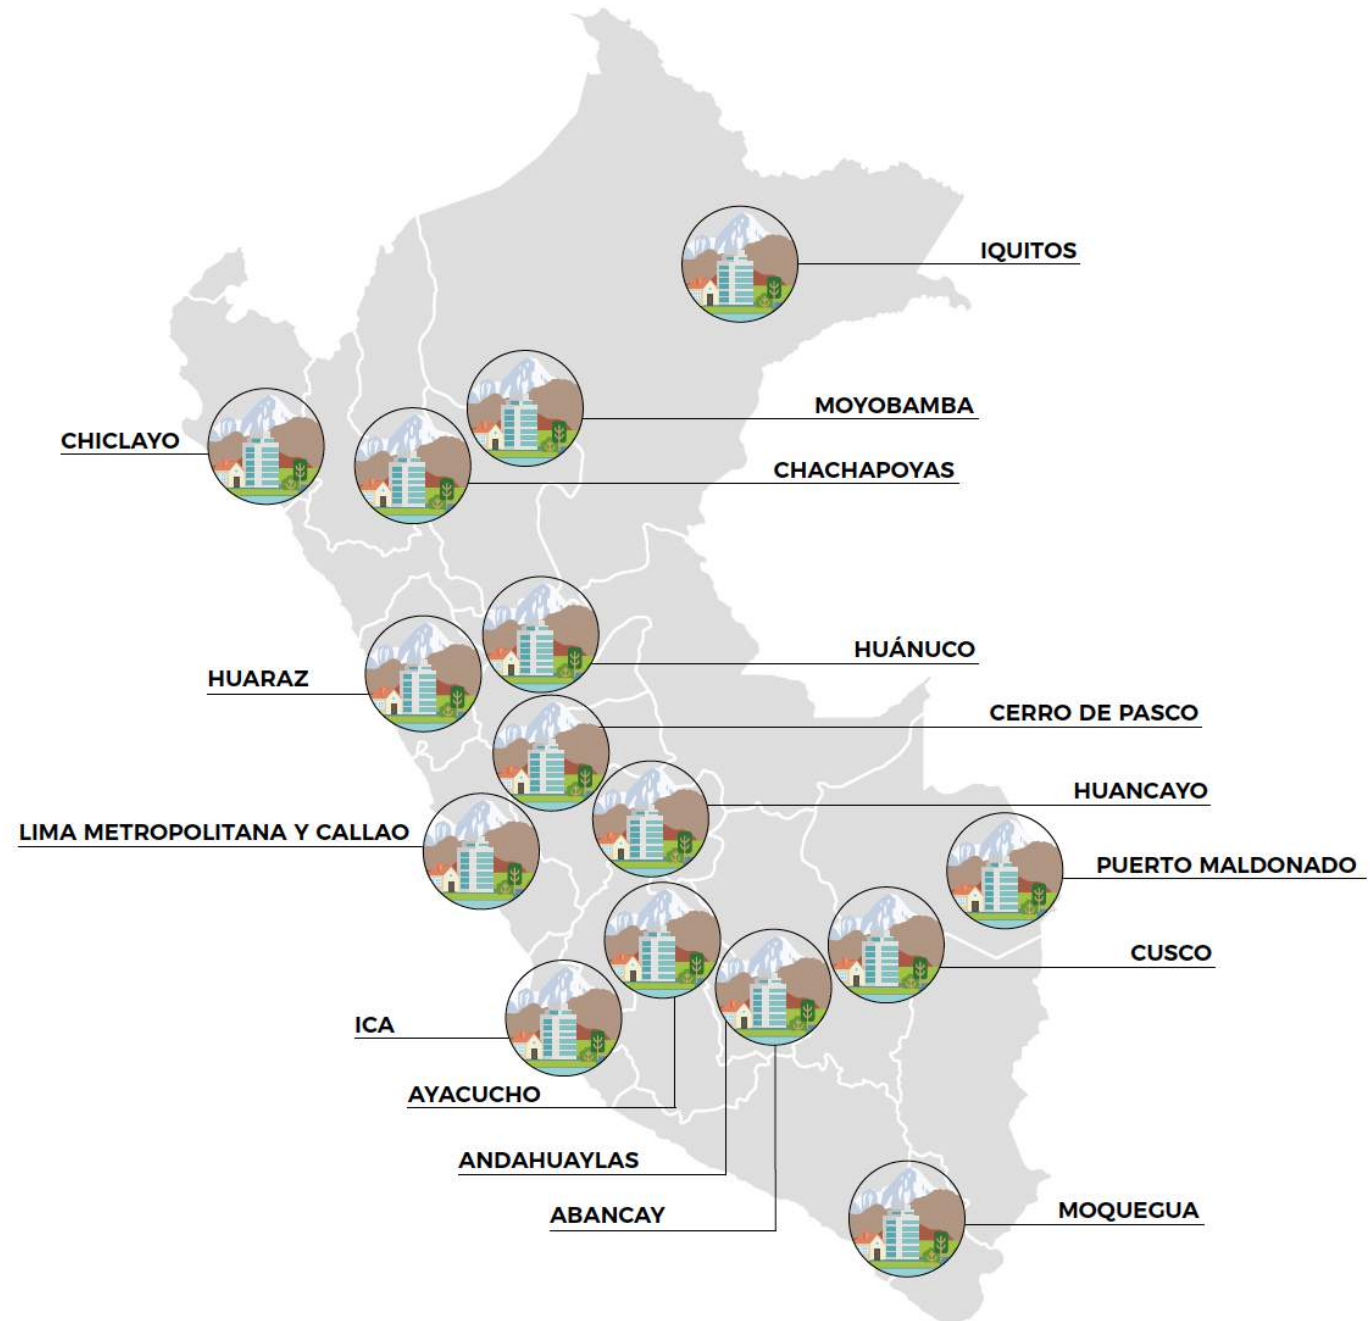 IQUITOS
MOYOBAMBA
CHICLAYO
CHACHAPOYAS
HUÁNUCO
HUARAZ
CERRO DE PASCO
HUANCAYO
LIMA METROPOLITANA Y CALLAO
PUERTO MALDONADO
CUSCO
ICA
AYACUCHO
ANDAHUAYLAS
ABANCAY
MOQUEGUA